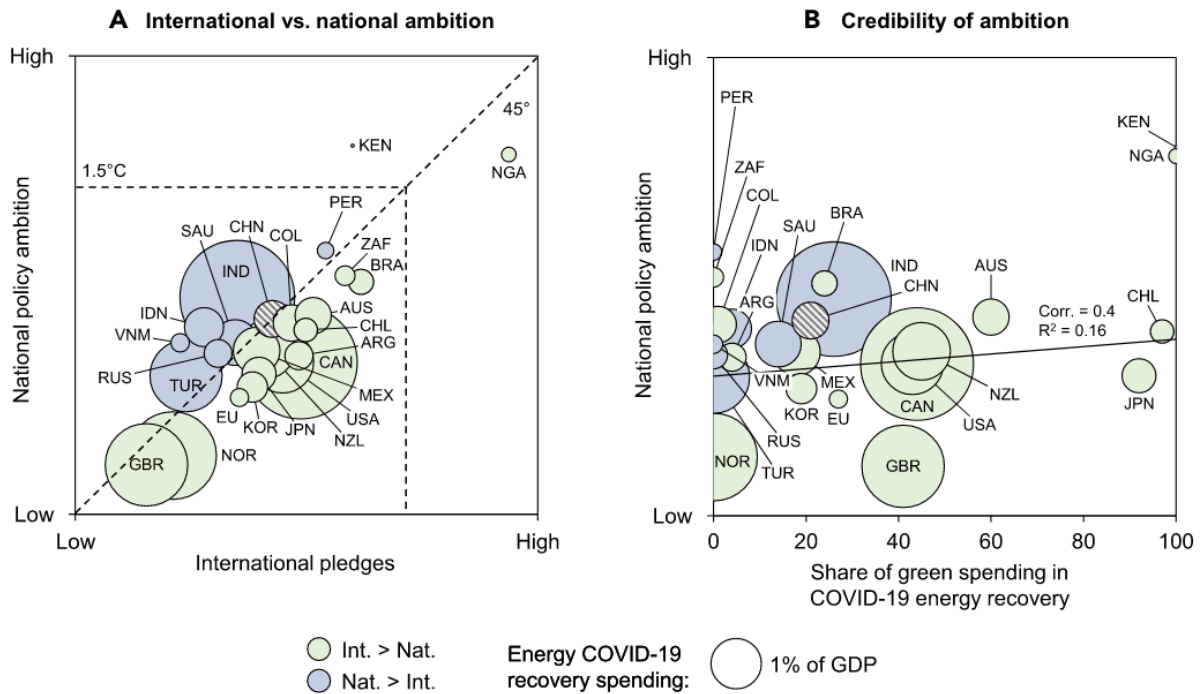 A International vs. national ambition
High
45°
KEN
NGA
1.5°C
PER
SAU
CHN
COL
ZAF
BRA
IND
IDN
AUS
VNM
CHL
ARG
RUS
CAN
TUR
MEX
EU
USA
KOR
JPN
NZL
NOR
GBR
National policy ambition
Low
Low
High
International pledges
B Credibility of ambition
High
PER
KEN
NGA
ZAF
COL
BRA
SAU
IDN
IND
AUS
CHN
ARG
CHL
Corr. = 0.4
R² = 0.16
VNM
MEX
NZL
KOR
EU
CAN
JPN
USA
RUS
NOR
TUR
GBR
National policy ambition
Low
0
20
40
60
80
100
Share of green spending in
COVID-19 energy recovery
Int. > Nat.
Nat. > Int.
Energy COVID-19
recovery spending:
1% of GDP